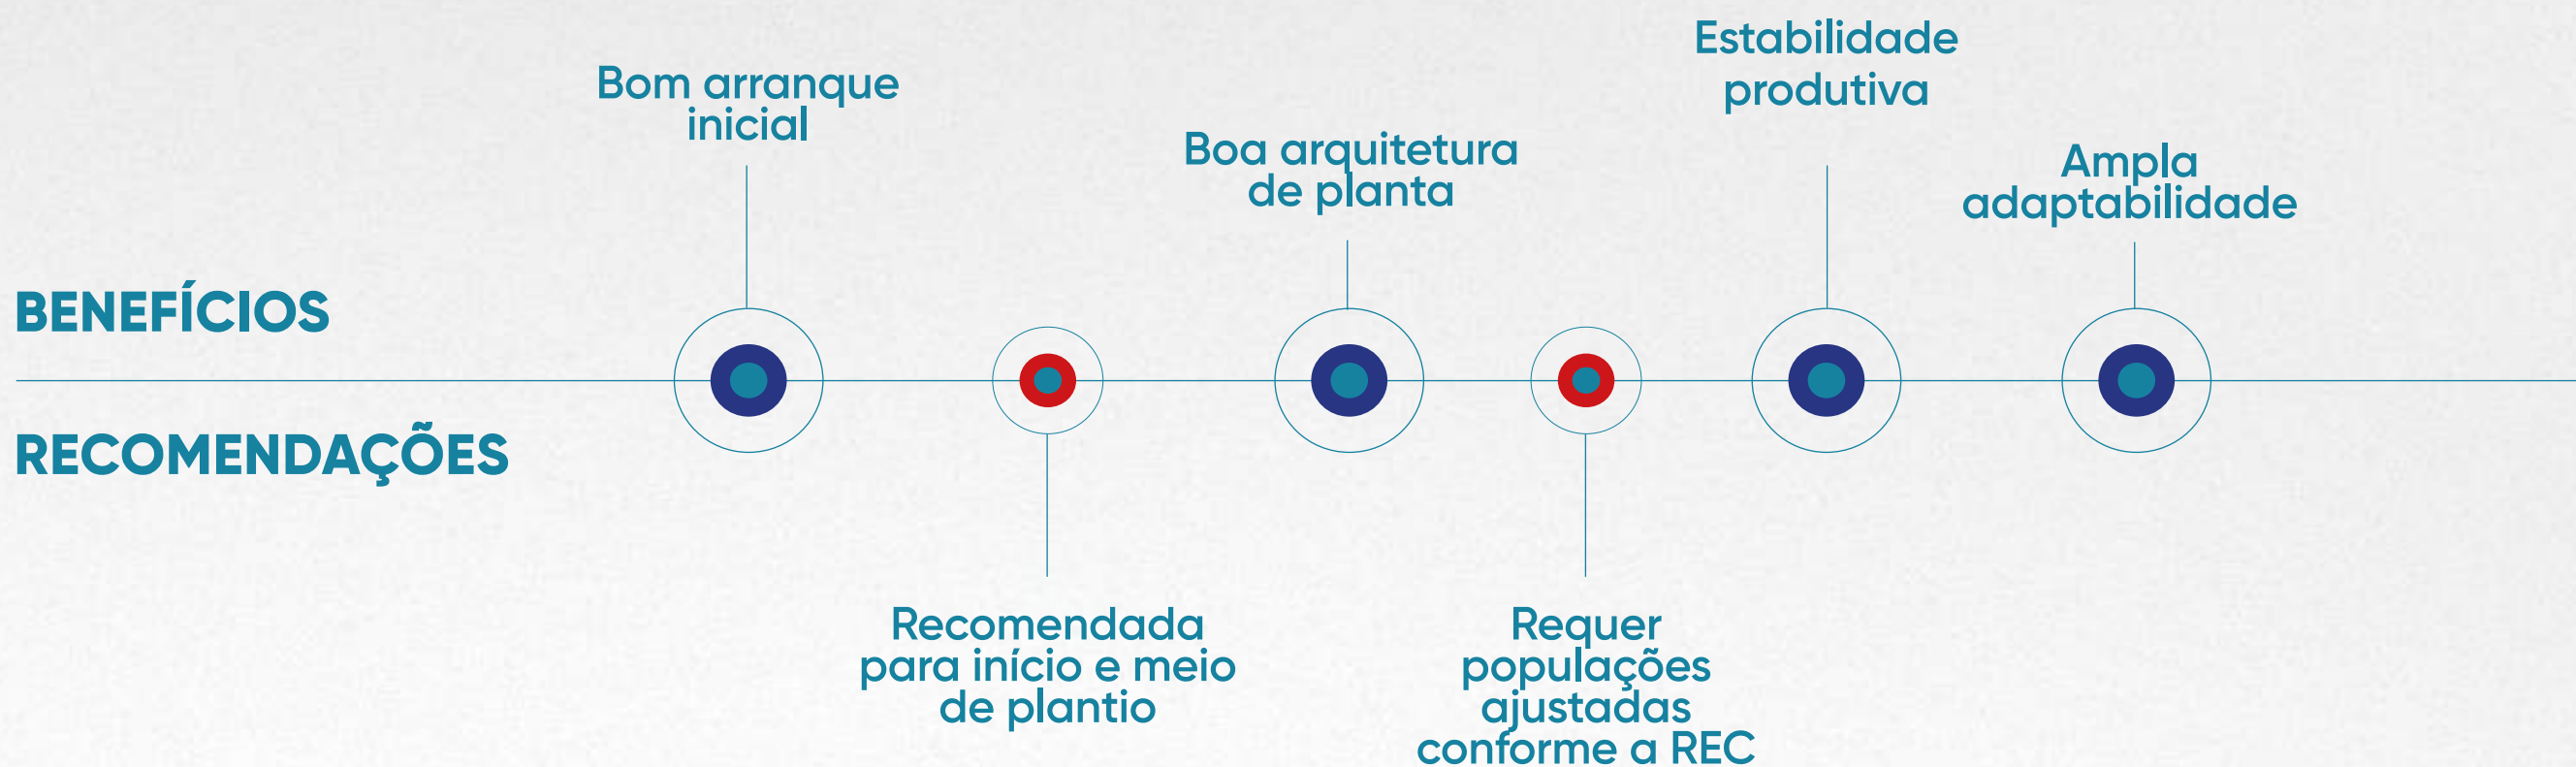 BENEFÍCIOS
Bom arranque
inicial
Boa arquitetura
de planta
Estabilidade
produtiva
Ampla
adaptabilidade
RECOMENDAÇÕES
Recomendada
para início e meio
de plantio
Requer
populações
ajustadas
conforme a REC